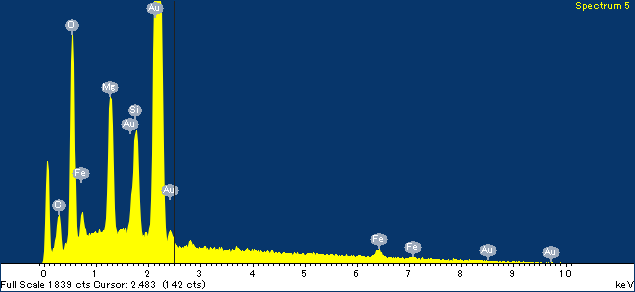 Spectrum 5
Au
O
Mg
Si
Au
Fe
Au
C
Fe
Fe
Au
Au
0 1 2 3 4 5 6 7 8 9 10
Full Scale 1839 cts Cursor: 2.483 (142 cts) keV